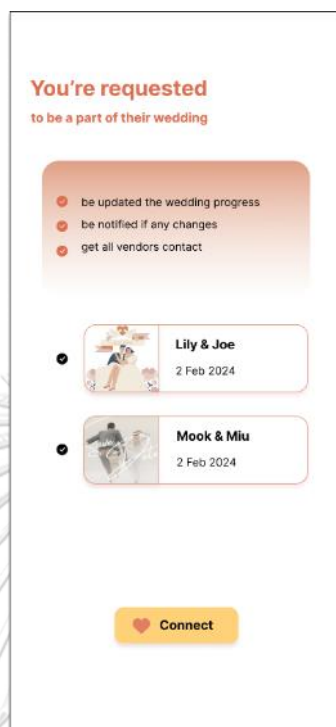 You're requested
to be a part of their wedding
be updated the wedding progress
be notified if any changes
get all vendors contact
Lily & Joe
2 Feb 2024
Mook & Miu
2 Feb 2024
Connect